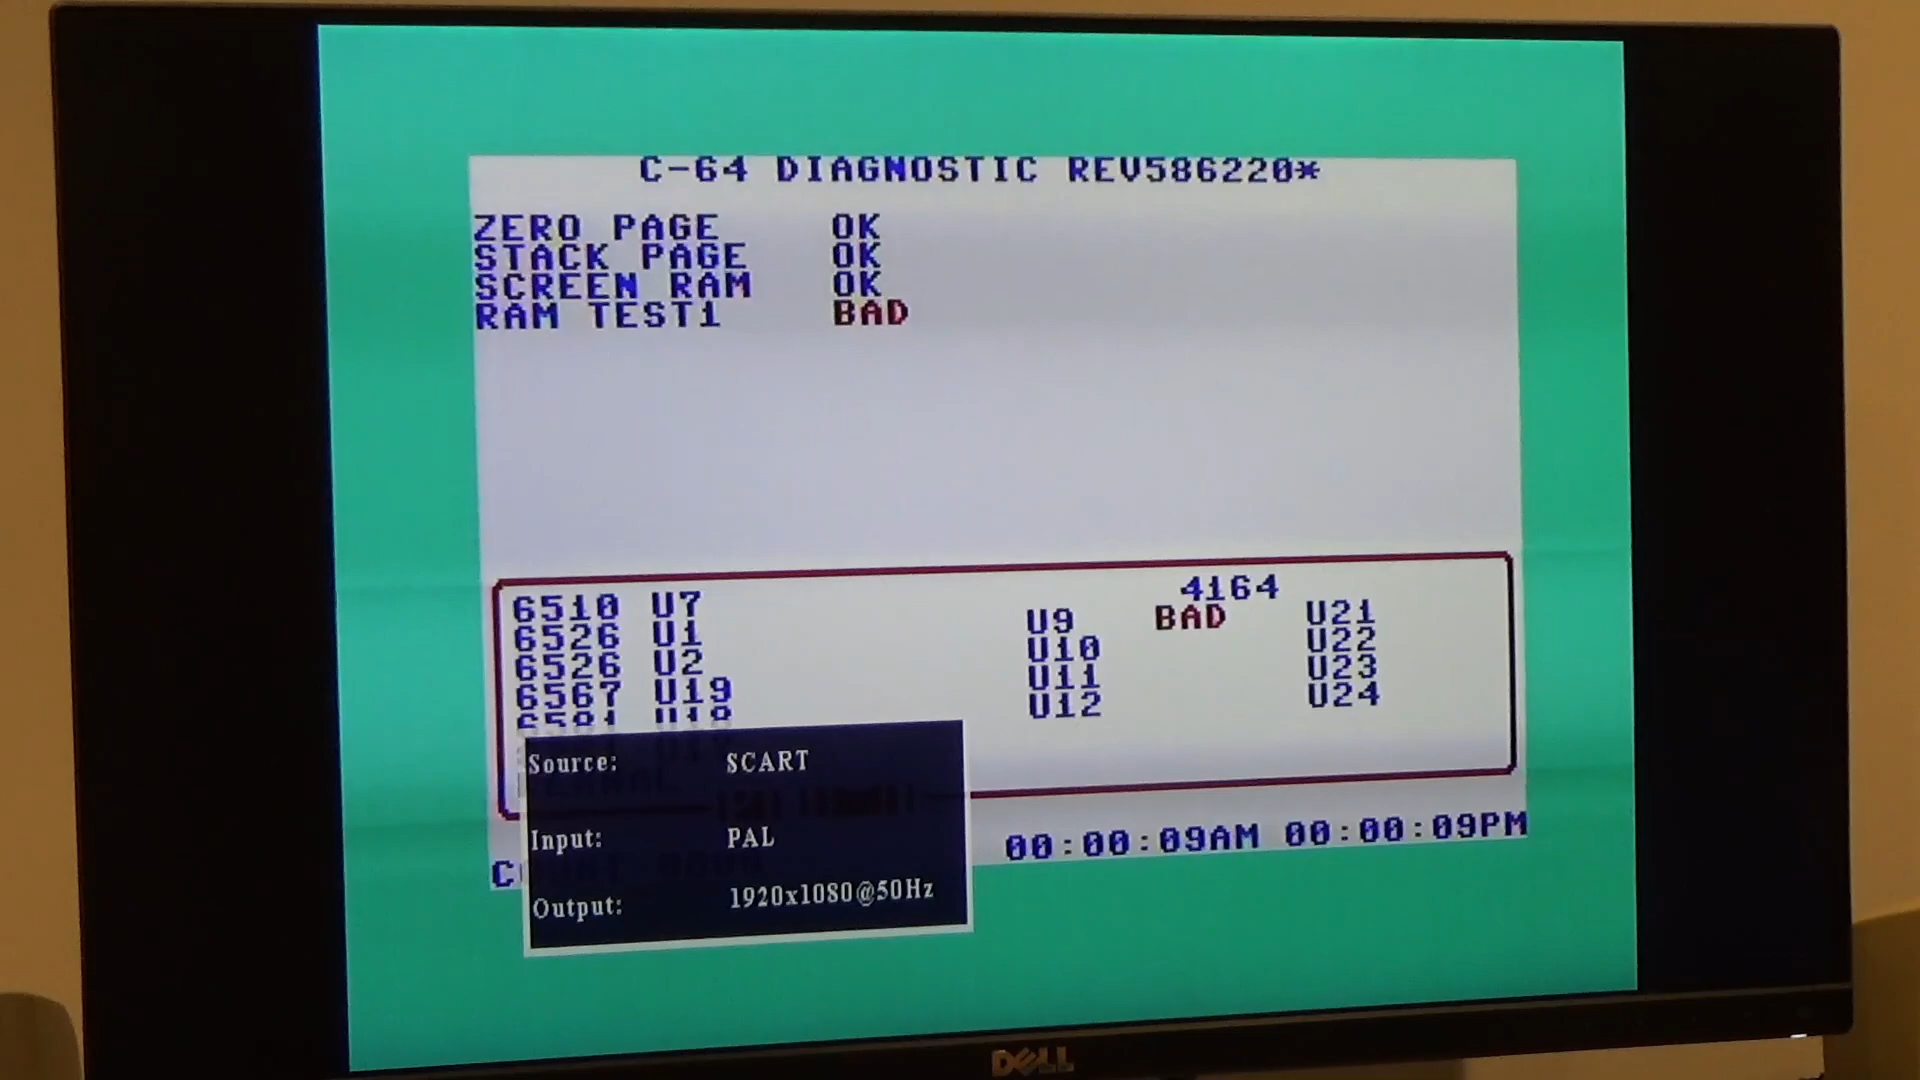 C-64 DIAGNOSTIC REV586220*
ZERO PAGE OK
STACK PAGE OK
SCREEN RAM OK
RAM TEST1 BAD
4164
6510 U7 U9 BAD U21
6526 U1 U10 U22
6526 U2 U11 U23
6567 U19 U12 U24
Source: SCART
Input: PAL
Output: 1920x1080@50Hz
00:00:09AM 00:00:09PM
DELL